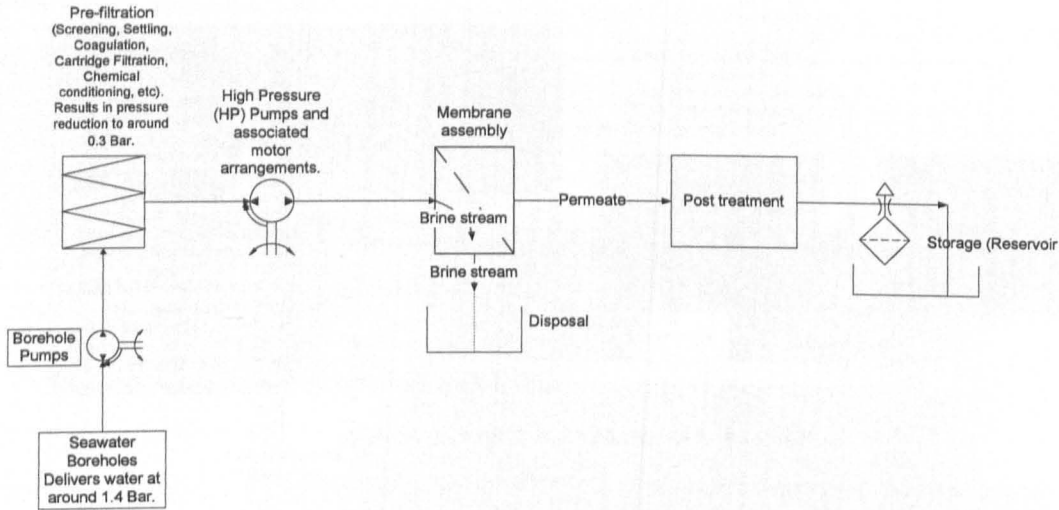 Pre-filtration
(Screening, Settling,
Coagulation,
Cartridge Filtration,
Chemical
conditioning, etc).
Results in pressure
reduction to around
0.3 Bar.
High Pressure
(HP) Pumps and
associated
motor
arrangements.
Membrane
assembly
Brine stream
Permeate
Post treatment
Storage (Reservoir
Brine stream
Disposal
Borehole
Pumps
Seawater
Boreholes
Delivers water at
around 1.4 Bar.